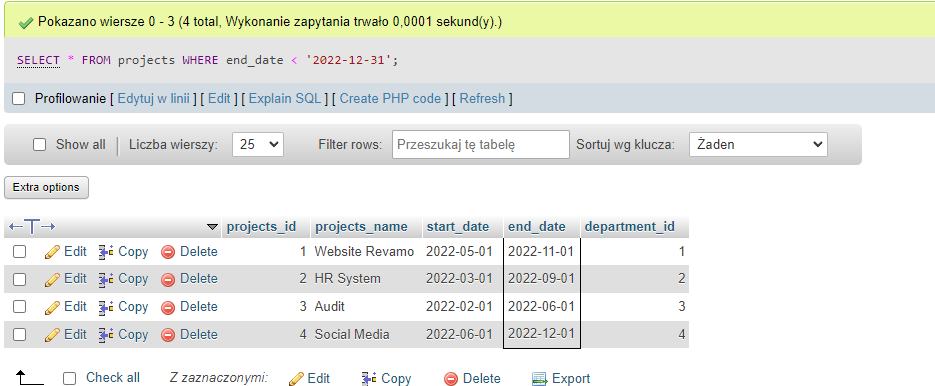 Pokazano wiersze 0 - 3 (4 total, Wykonanie zapytania trwało 0,0001 sekund(y).)
SELECT * FROM projects WHERE end_date < '2022-12-31';
Profilowanie [ Edytuj w linii ] [ Edit ] [ Explain SQL ] [ Create PHP code ] [ Refresh ]
Show all Liczba wierszy: 25 Filter rows: Przeszukaj tę tabelę Sortuj wg klucza: Żaden
Extra options
projects_id projects_name start_date end_date department_id
Edit Copy Delete 1 Website Revamo 2022-05-01 2022-11-01 1
Edit Copy Delete 2 HR System 2022-03-01 2022-09-01 2
Edit Copy Delete 3 Audit 2022-02-01 2022-06-01 3
Edit Copy Delete 4 Social Media 2022-06-01 2022-12-01 4
Check all Z zaznaczonymi: Edit Copy Delete Export